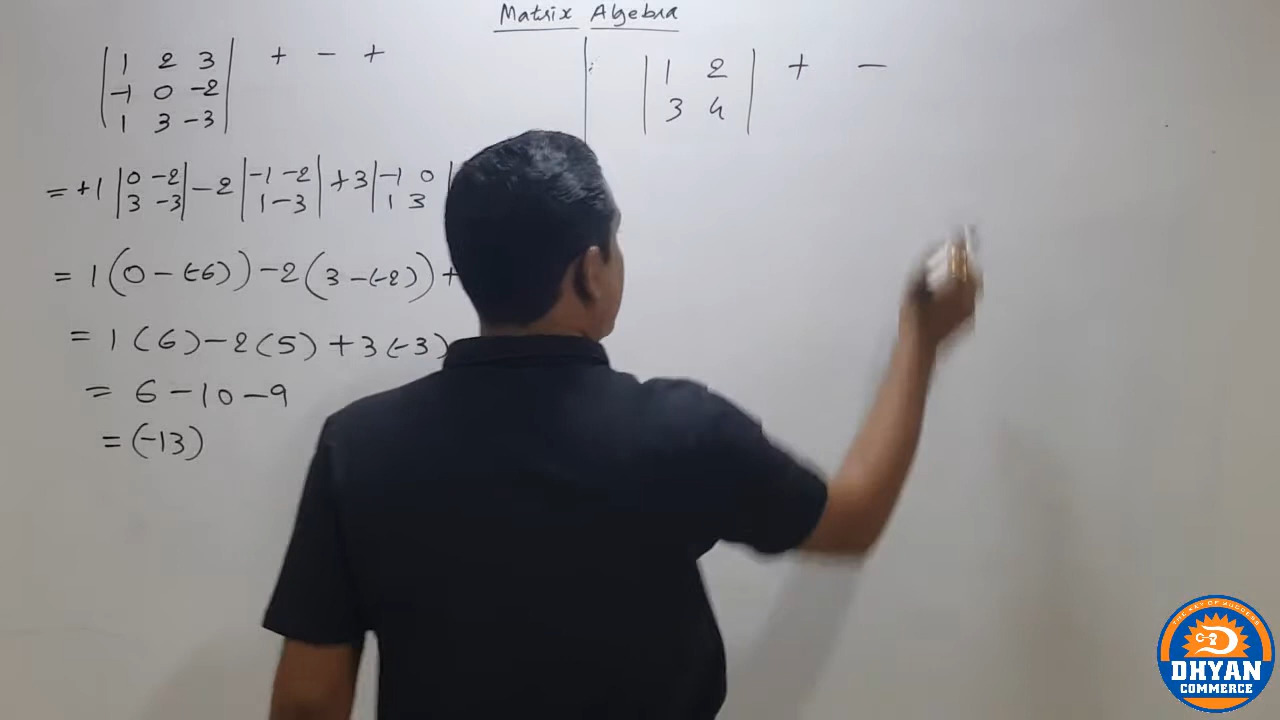 Matrix Algebra
| 1 2 3 | + - +
| -1 0 -2 |
| 1 3 -3 |
= +1 | 0 -2 | - 2 | -1 -2 | + 3 | -1 0 |
| 3 -3 | | 1 -3 | | 1 3
= 1 (0 - (-6)) - 2 (3 - (-2)) +
= 1 (6) - 2 (5) + 3 (-3)
= 6 - 10 - 9
= (-13)
| 1 2 | + -
| 3 4 |
DHYAN
COMMERCE